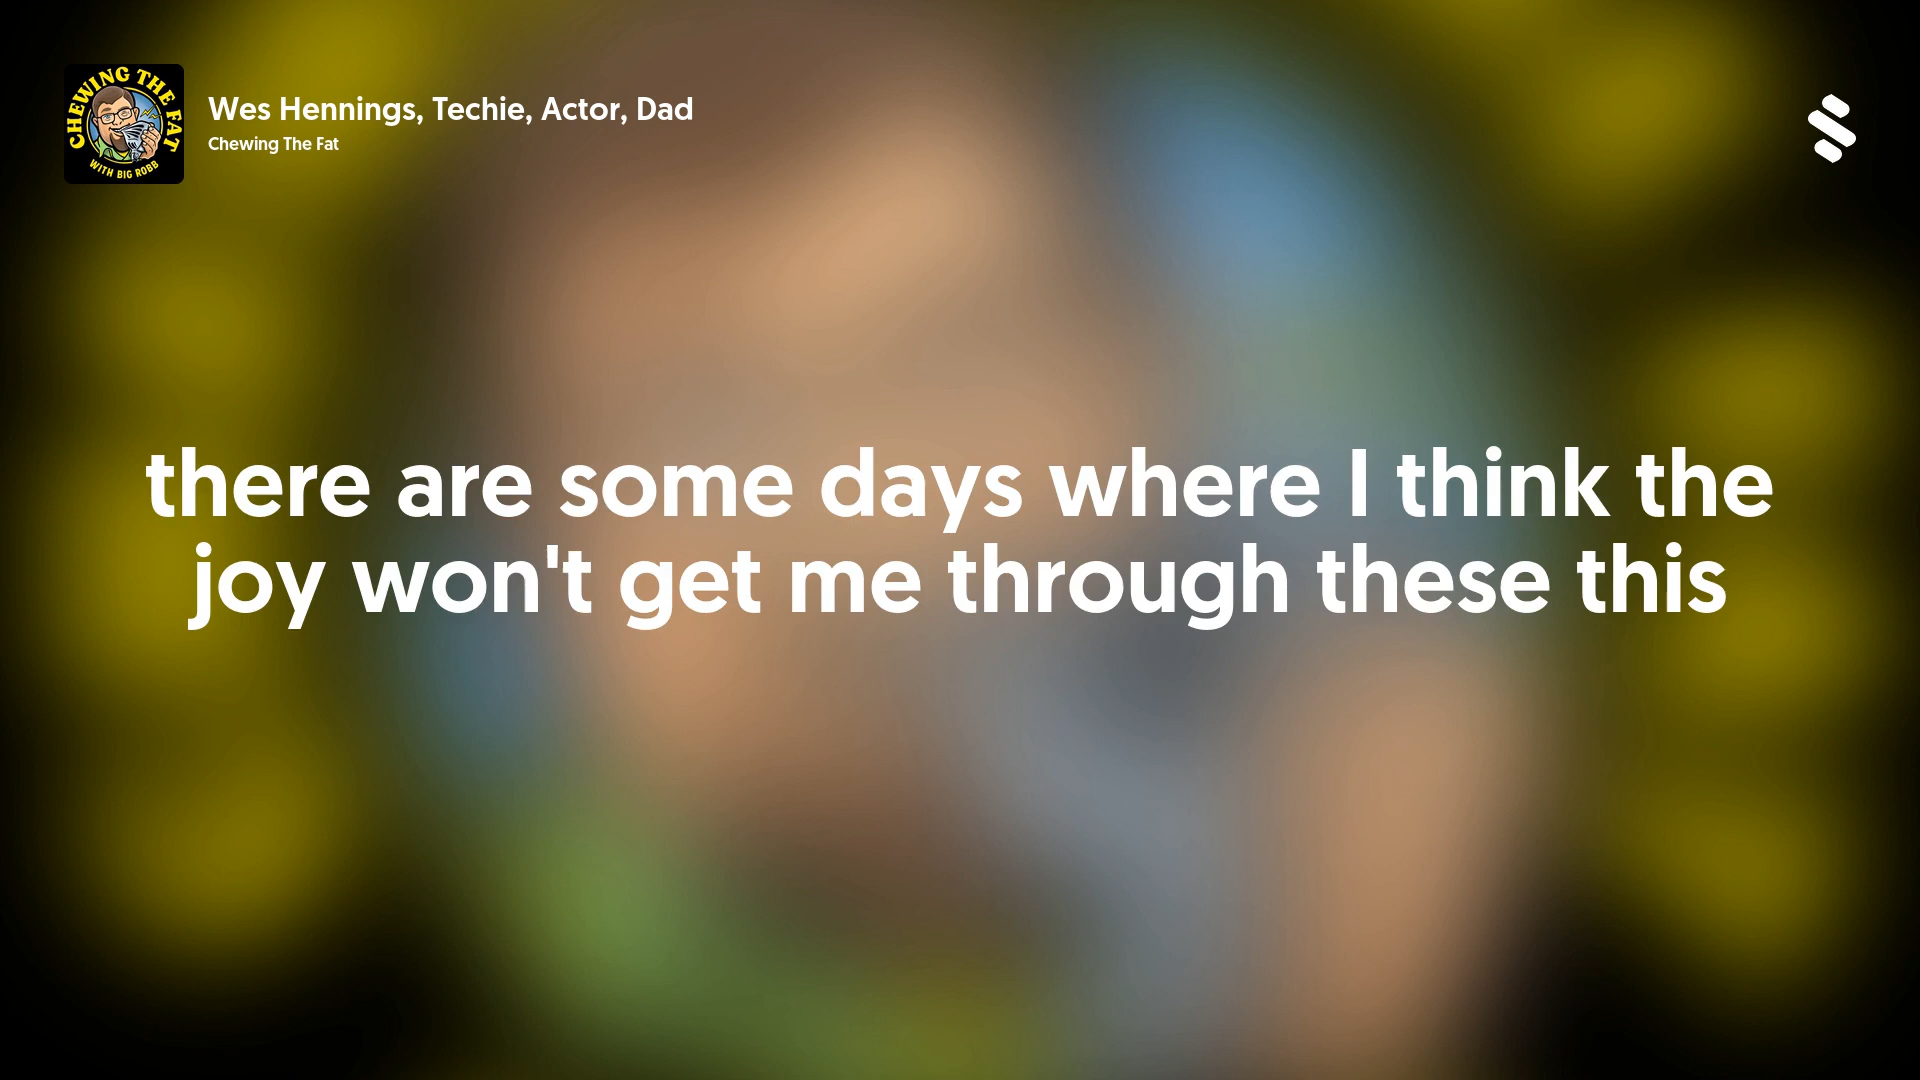 CHEWING THE FAT
WITH BIG ROBB
Wes Hennings, Techie, Actor, Dad
Chewing The Fat
there are some days where I think the
joy won't get me through these this